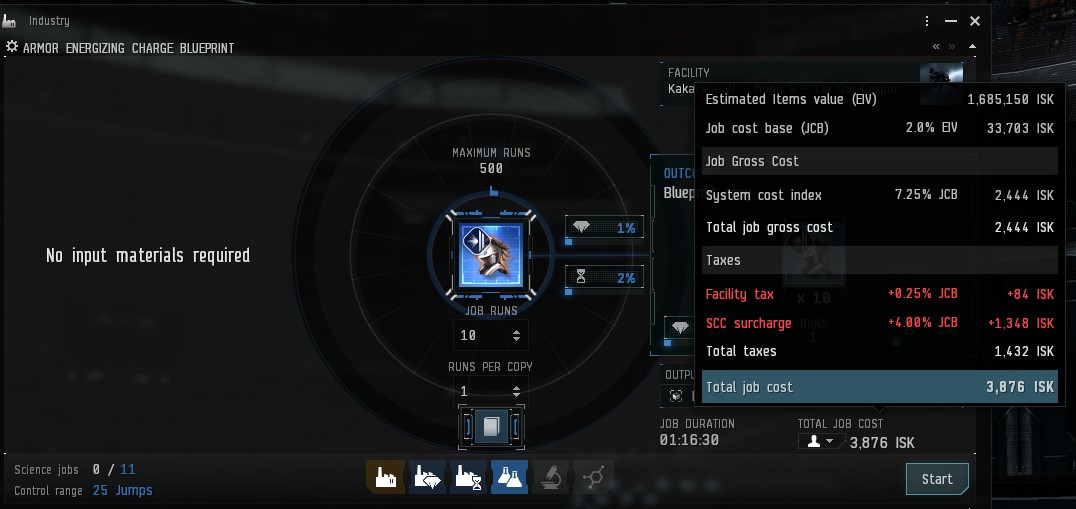 Industry
ARMOR ENERGIZING CHARGE BLUEPRINT
FACILITY
Kaka
Estimated Items value (EIV) 1,685,150 ISK
Job cost base (JCB) 2.0% EIV 33,703 ISK
Job Gross Cost
System cost index 7.25% JCB 2,444 ISK
Total job gross cost 2,444 ISK
Taxes
Facility tax +0.25% JCB +84 ISK
SCC surcharge +4.00% JCB +1,348 ISK
Total taxes 1,432 ISK
Total job cost 3,876 ISK
MAXIMUM RUNS
500
No input materials required
1%
2%
OUTCO
Bluep
x 10
RUNS
1
JOB RUNS
10
RUNS PER COPY
1
OUTPU
JOB DURATION
01:16:30
TOTAL JOB COST
3,876 ISK
Science jobs 0 / 11
Control range 25 Jumps
Start